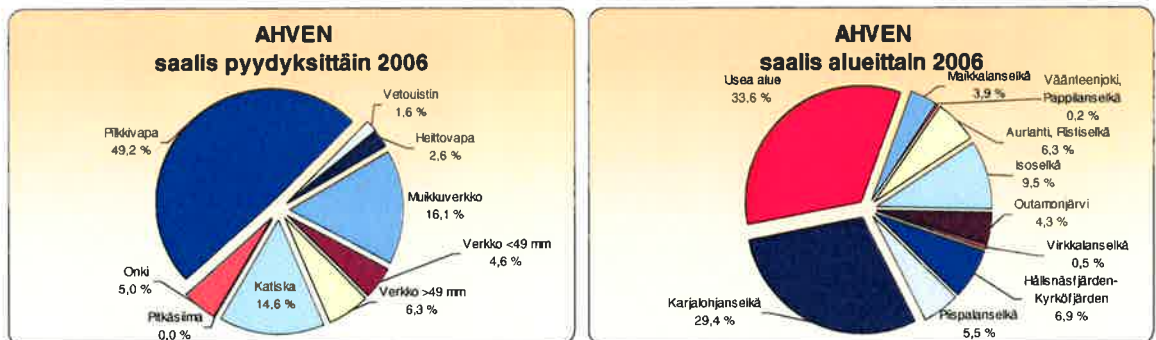 AHVEN
saalis pyydyksittäin 2006
Vetouistin
1.6 %
Heittovapa
2,6 %
Pilkkivapa
49,2 %
Muikkuverkko
16,1 %
Verkko <49 mm
4,6 %
Verkko >49 mm
6,3 %
Katiska
14,6 %
Onki
5,0 %
Pitkäsiima
0,0 %
AHVEN
saalis alueittain 2006
Usea alue
33.6 %
Maikkalanselkä
3,9 %
Väänteenjoki,
Pappilanselkä
0,2 %
Aurlahti, Ristiselkä
6,3 %
Isoselkä
9,5 %
Outamonjärvi
4,3 %
Virkkalanselkä
0,5 %
Hållsnäsfjärden-
Kyrköfjärden
6,9 %
Piispalanselkä
5,5 %
Karjalohjanselkä
29,4 %